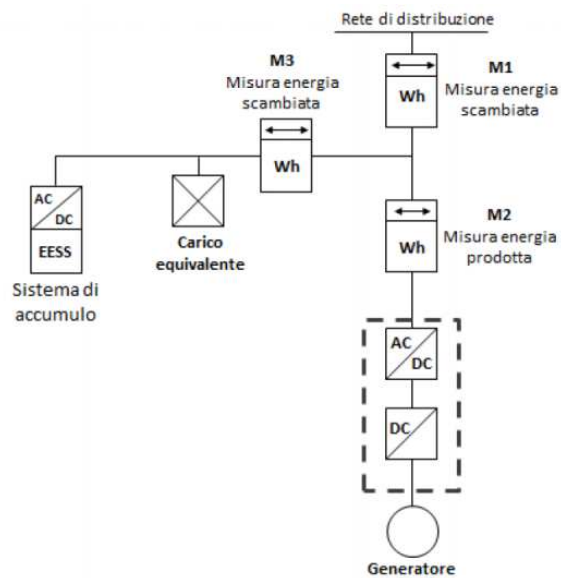 Rete di distribuzione
M3
Misura energia
scambiata
Wh
M1
Misura energia
scambiata
Wh
AC
DC
EESS
Sistema di
accumulo
Carico
equivalente
Wh
M2
Misura energia
prodotta
AC
DC
DC
Generatore